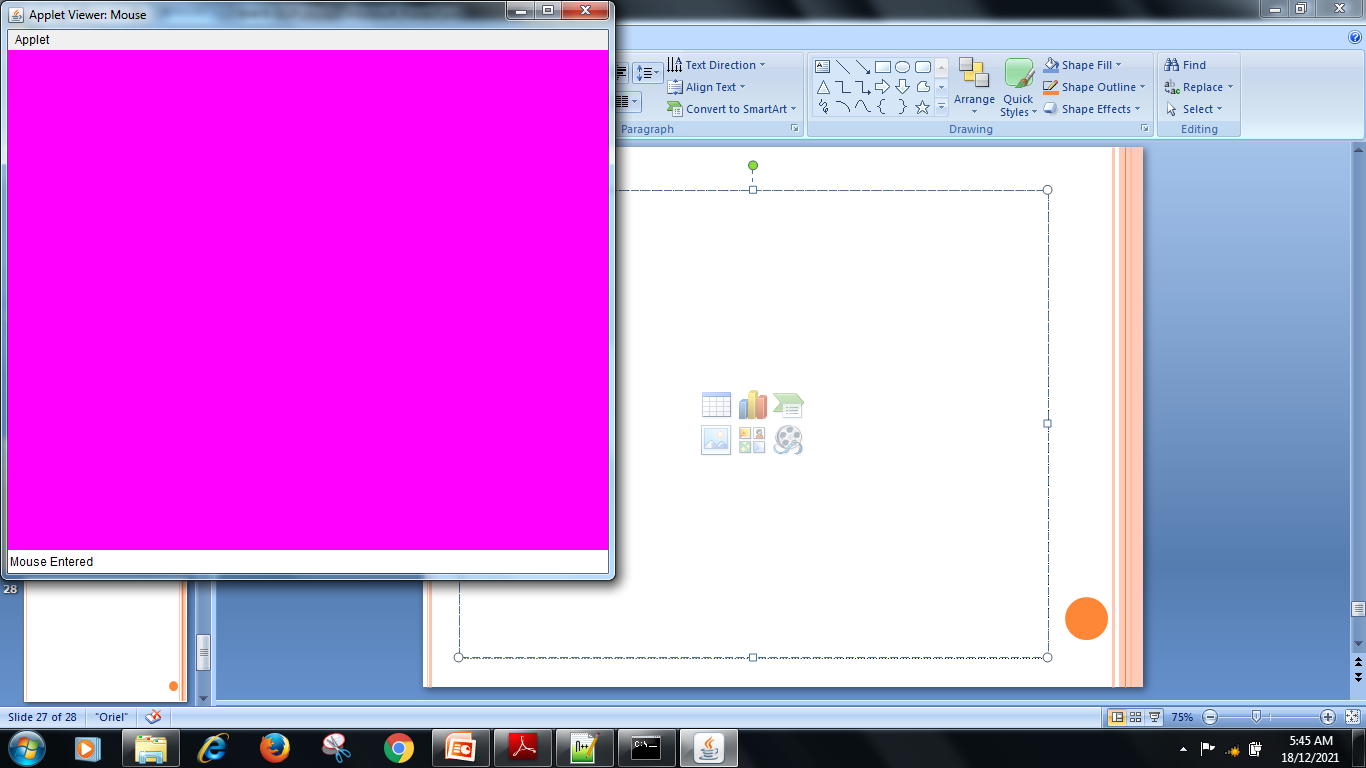 Applet Viewer: Mouse
Applet
Mouse Entered
Text Direction
Align Text
Convert to SmartArt
Paragraph
Arrange
Quick
Styles
Shape Fill
Shape Outline
Shape Effects
Drawing
Find
Replace
Select
Editing
28
Slide 27 of 28
"Oriel"
75%
5:45 AM
18/12/2021